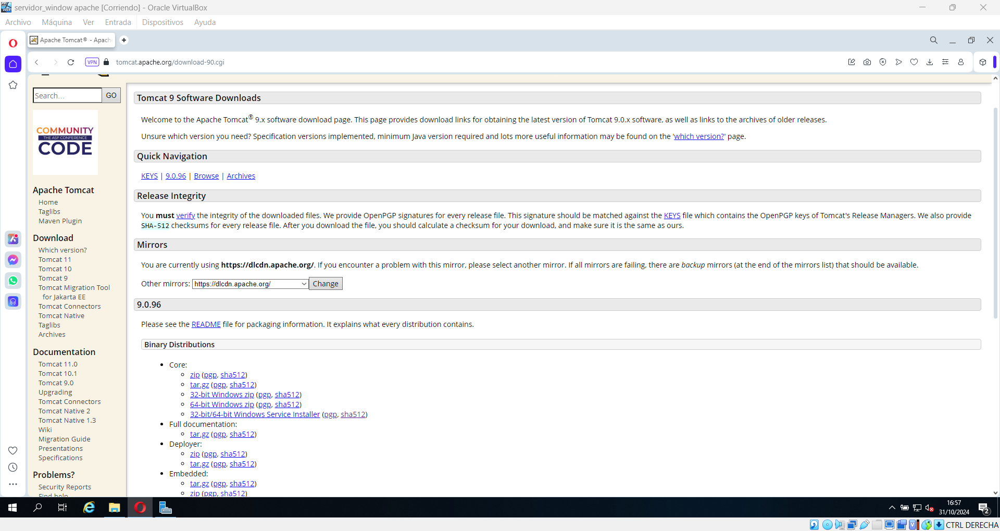 servidor_window apache [Corriendo] - Oracle VirtualBox
Archivo Máquina Ver Entrada Dispositivos Ayuda
Apache Tomcat® - Apach
VPN tomcat.apache.org/download-90.cgi
Search... GO
COMMUNITY
THE ASF CONFERENCE
CODE
Apache Tomcat
Home
Taglibs
Maven Plugin
Download
Which version?
Tomcat 11
Tomcat 10
Tomcat 9
Tomcat Migration Tool
for Jakarta EE
Tomcat Connectors
Tomcat Native
Taglibs
Archives
Documentation
Tomcat 11.0
Tomcat 10.1
Tomcat 9.0
Upgrading
Tomcat Connectors
Tomcat Native 2
Tomcat Native 1.3
Wiki
Migration Guide
Presentations
Specifications
Problems?
Security Reports
Find help
Tomcat 9 Software Downloads
Welcome to the Apache Tomcat® 9.x software download page. This page provides download links for obtaining the latest version of Tomcat 9.0.x software, as well as links to the archives of older releases.
Unsure which version you need? Specification versions implemented, minimum Java version required and lots more useful information may be found on the 'which version?' page.
Quick Navigation
KEYS | 9.0.96 | Browse | Archives
Release Integrity
You must verify the integrity of the downloaded files. We provide OpenPGP signatures for every release file. This signature should be matched against the KEYS file which contains the OpenPGP keys of Tomcat's Release Managers. We also provide
SHA-512 checksums for every release file. After you download the file, you should calculate a checksum for your download, and make sure it is the same as ours.
Mirrors
You are currently using https://dlcdn.apache.org/. If you encounter a problem with this mirror, please select another mirror. If all mirrors are failing, there are backup mirrors (at the end of the mirrors list) that should be available.
Other mirrors: https://dlcdn.apache.org/ Change
9.0.96
Please see the README file for packaging information. It explains what every distribution contains.
Binary Distributions
Core:
zip (pgp, sha512)
tar.gz (pgp, sha512)
32-bit Windows zip (pgp, sha512)
64-bit Windows zip (pgp, sha512)
32-bit/64-bit Windows Service Installer (pgp, sha512)
Full documentation:
tar.gz (pgp, sha512)
Deployer:
zip (pgp, sha512)
tar.gz (pgp, sha512)
Embedded:
tar.gz (pgp, sha512)
zip (pgp, sha512)
16:57
31/10/2024
2
CTRL DERECHA